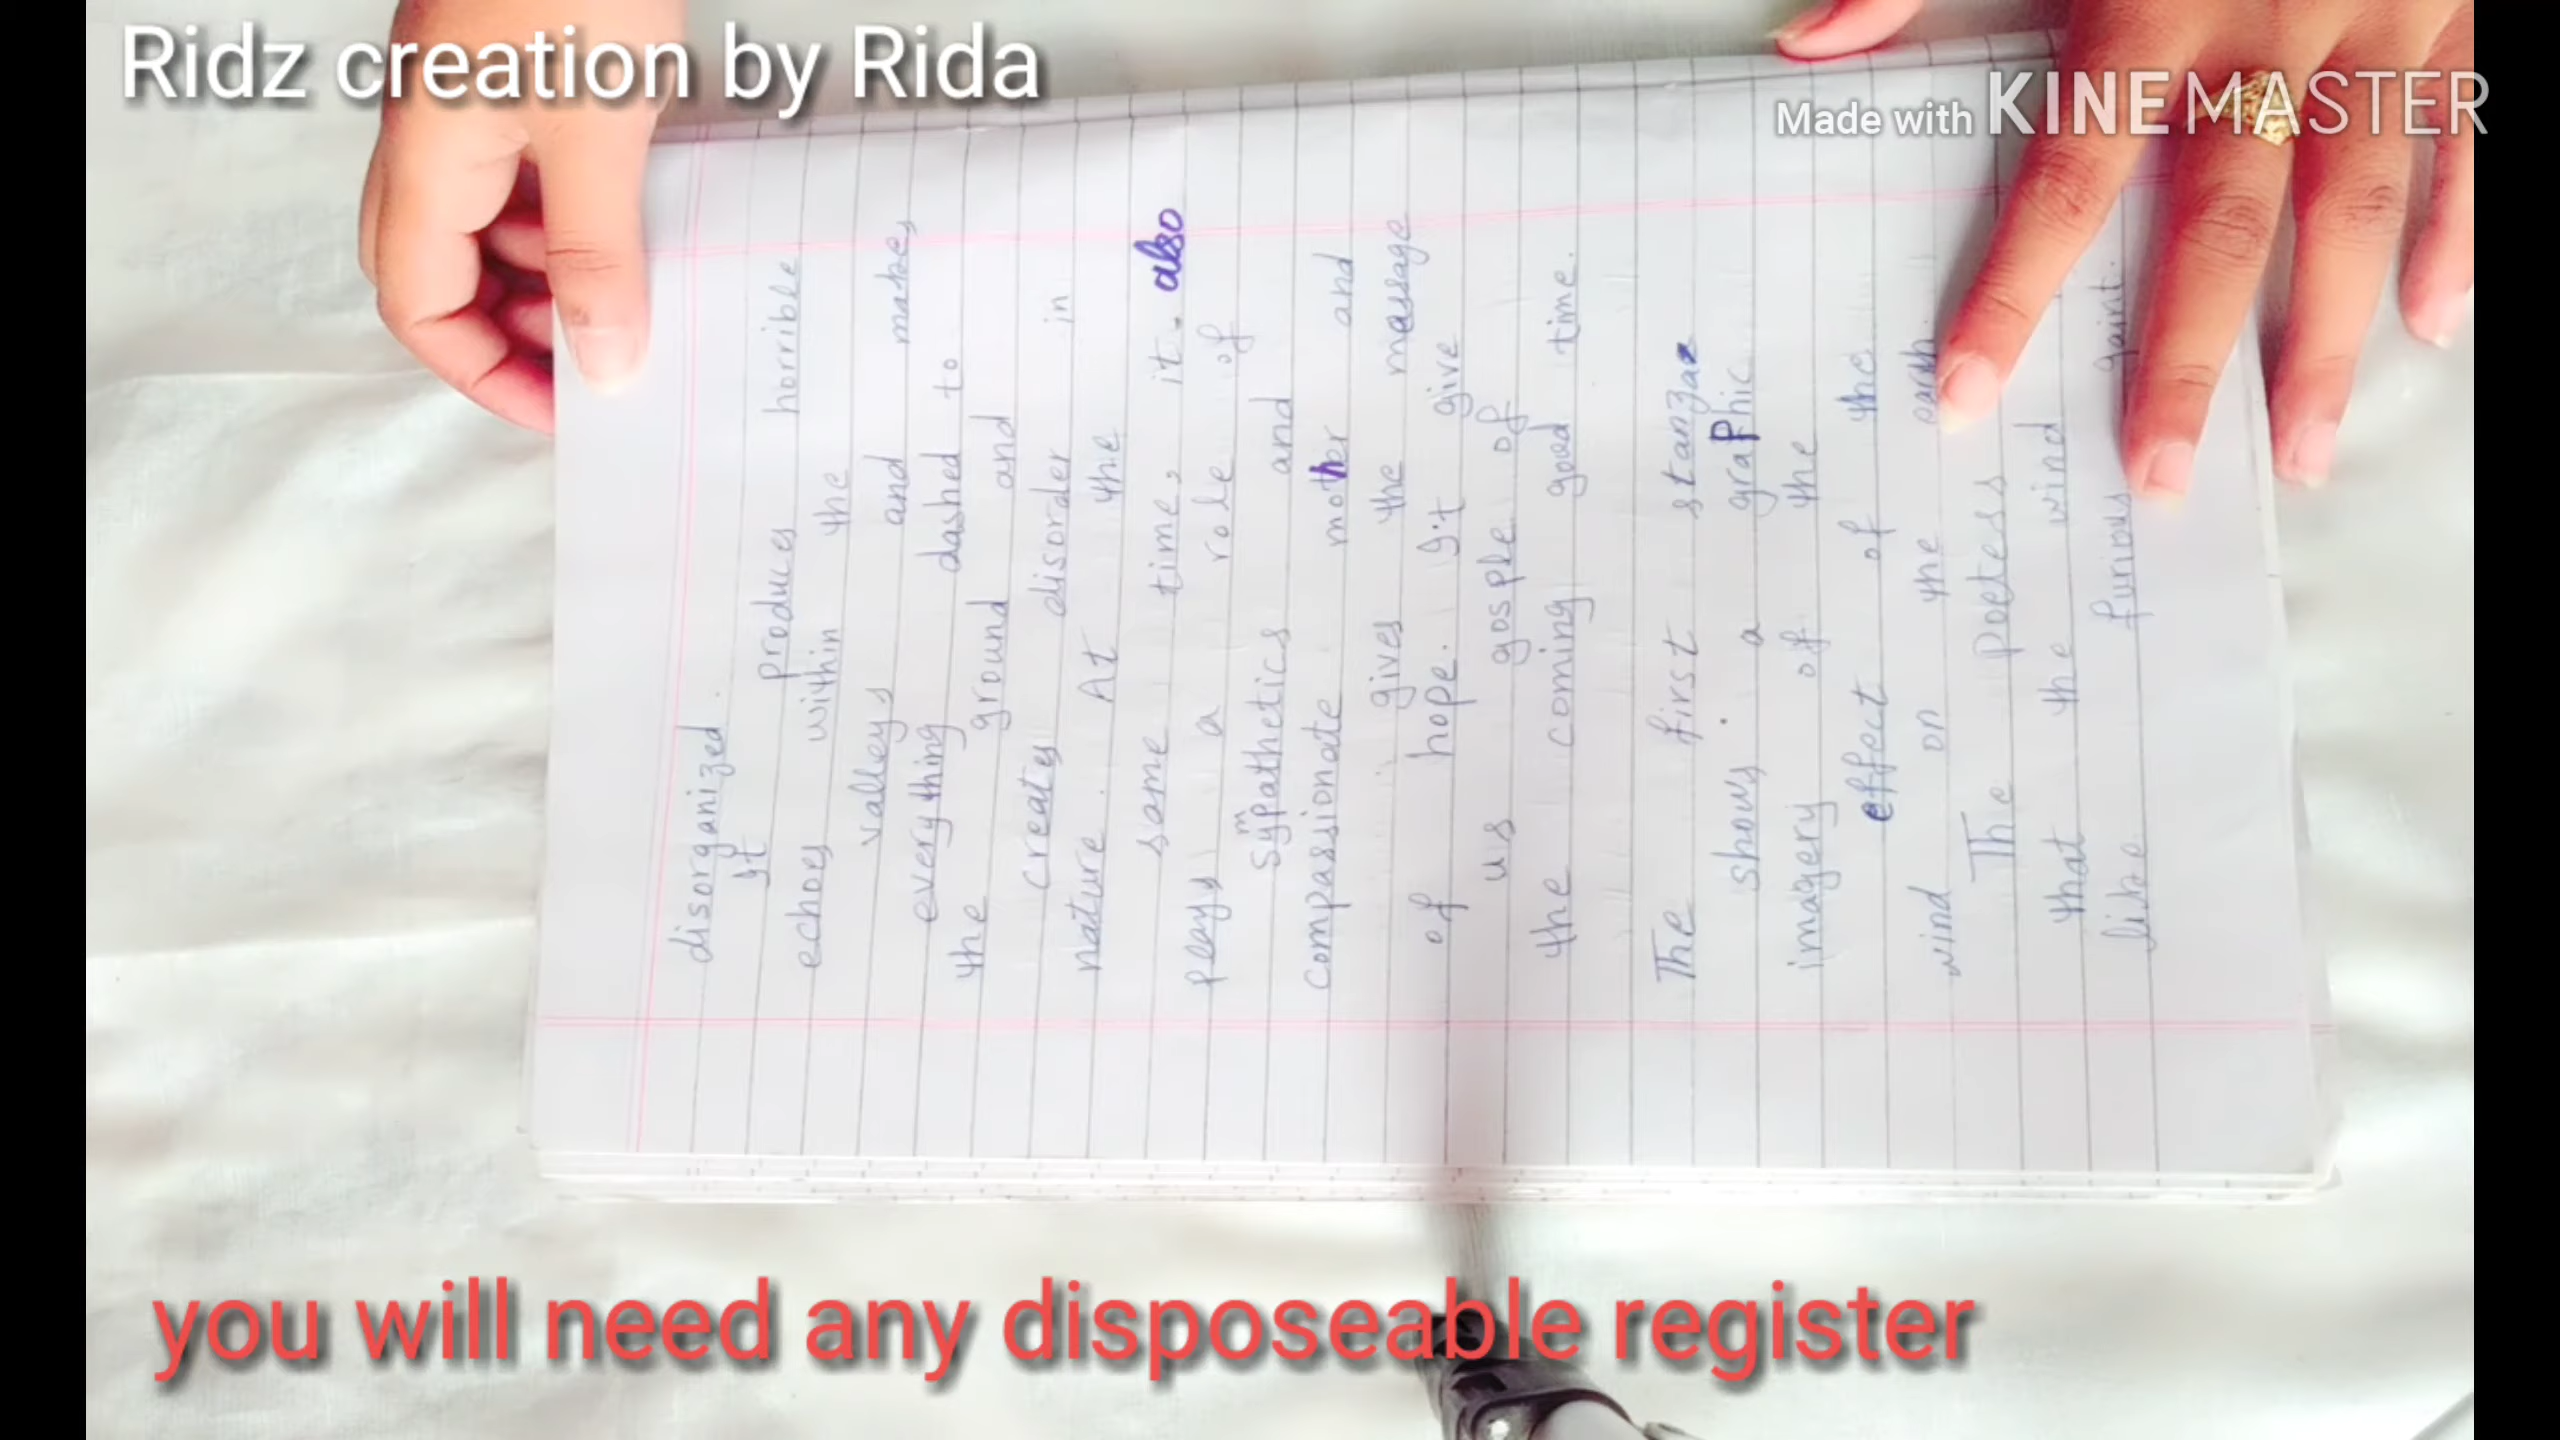 Ridz creation by Rida
Made with KINEMASTER
disorganized.
It produces horrible
echoes within the
valleys and makes
everything dashed to
the ground and
creates disorder in
nature. At the
same time, it. also
plays a role of
sympathetics and
compassionate mother and
gives the massage
of hope. It give
us gosple of
the coming good time.
The first stanza
shows a graphic
imagery of the
effect of the
wind on the earth.
The poetess
that the wind
like furious gaint.
you will need any disposeable register